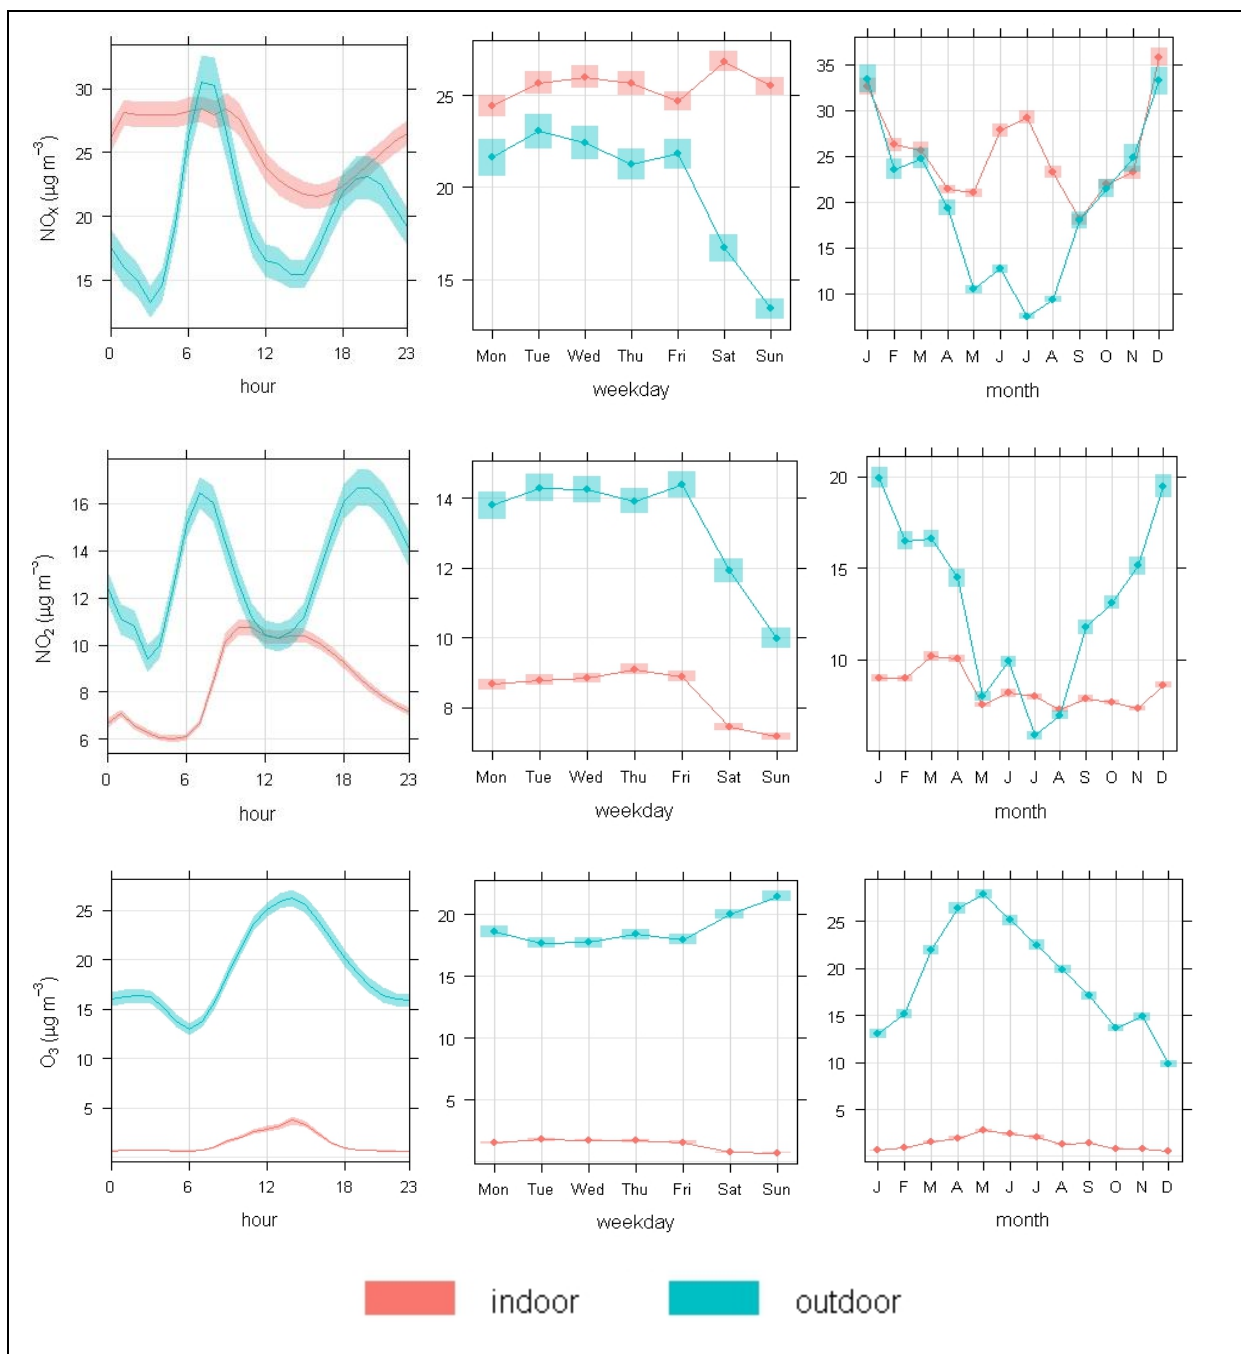 NOX (µg m−3)
30
25
20
15
0 6 12 18 23
hour
25
20
15
Mon Tue Wed Thu Fri Sat Sun
weekday
35
30
25
20
15
10
J F M A M J J A S O N D
month
NO2 (µg m−3)
16
14
12
10
8
6
0 6 12 18 23
hour
14
12
10
8
Mon Tue Wed Thu Fri Sat Sun
weekday
20
15
10
J F M A M J J A S O N D
month
O3 (µg m−3)
25
20
15
10
5
0 6 12 18 23
hour
20
15
10
5
Mon Tue Wed Thu Fri Sat Sun
weekday
25
20
15
10
5
J F M A M J J A S O N D
month
indoor outdoor